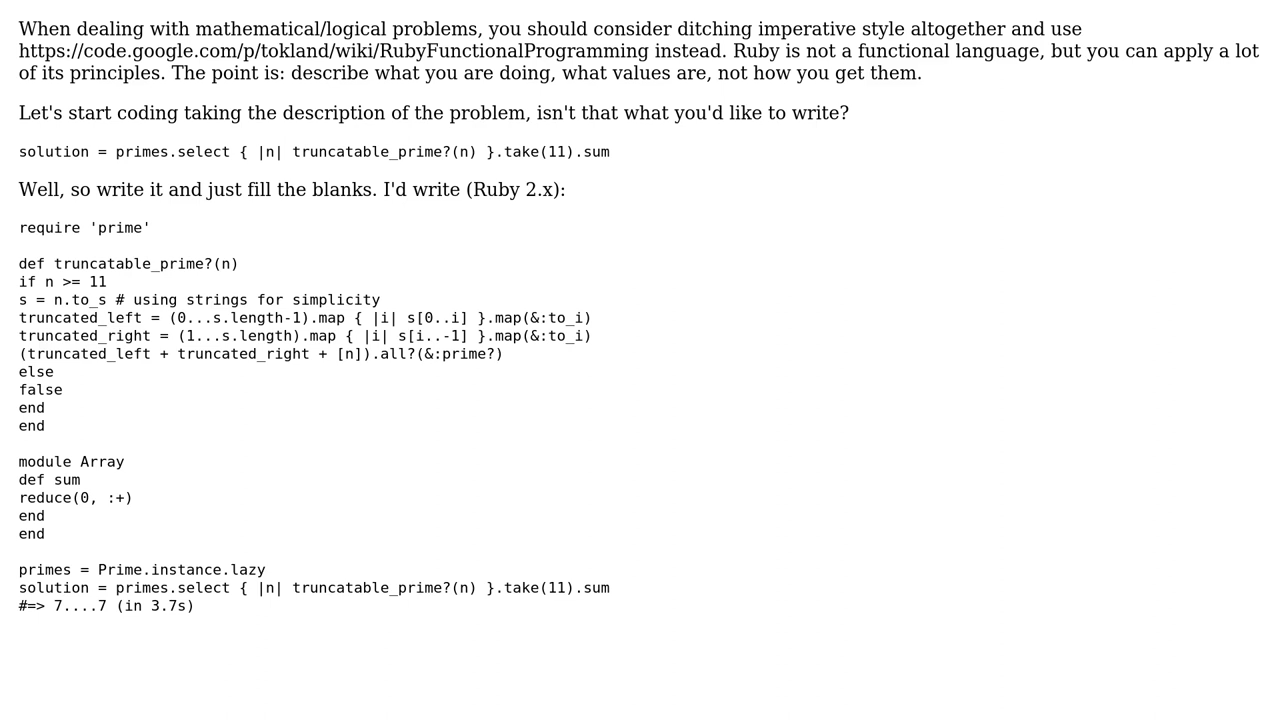 When dealing with mathematical/logical problems, you should consider ditching imperative style altogether and use
https://code.google.com/p/tokland/wiki/RubyFunctionalProgramming instead. Ruby is not a functional language, but you can apply a lot
of its principles. The point is: describe what you are doing, what values are, not how you get them.
Let's start coding taking the description of the problem, isn't that what you'd like to write?
solution = primes.select { |n| truncatable_prime?(n) }.take(11).sum
Well, so write it and just fill the blanks. I'd write (Ruby 2.x):
require 'prime'
def truncatable_prime?(n)
if n >= 11
s = n.to_s # using strings for simplicity
truncated_left = (0...s.length-1).map { |i| s[0..i] }.map(&:to_i)
truncated_right = (1...s.length).map { |i| s[i..-1] }.map(&:to_i)
(truncated_left + truncated_right + [n]).all?(&:prime?)
else
false
end
end
module Array
def sum
reduce(0, :+)
end
end
primes = Prime.instance.lazy
solution = primes.select { |n| truncatable_prime?(n) }.take(11).sum
#=> 7....7 (in 3.7s)